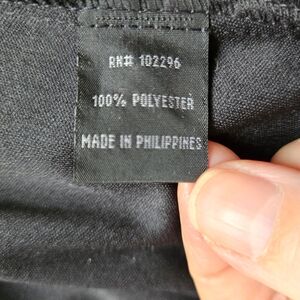 RN# 102296
100% POLYESTER
MADE IN PHILIPPINES